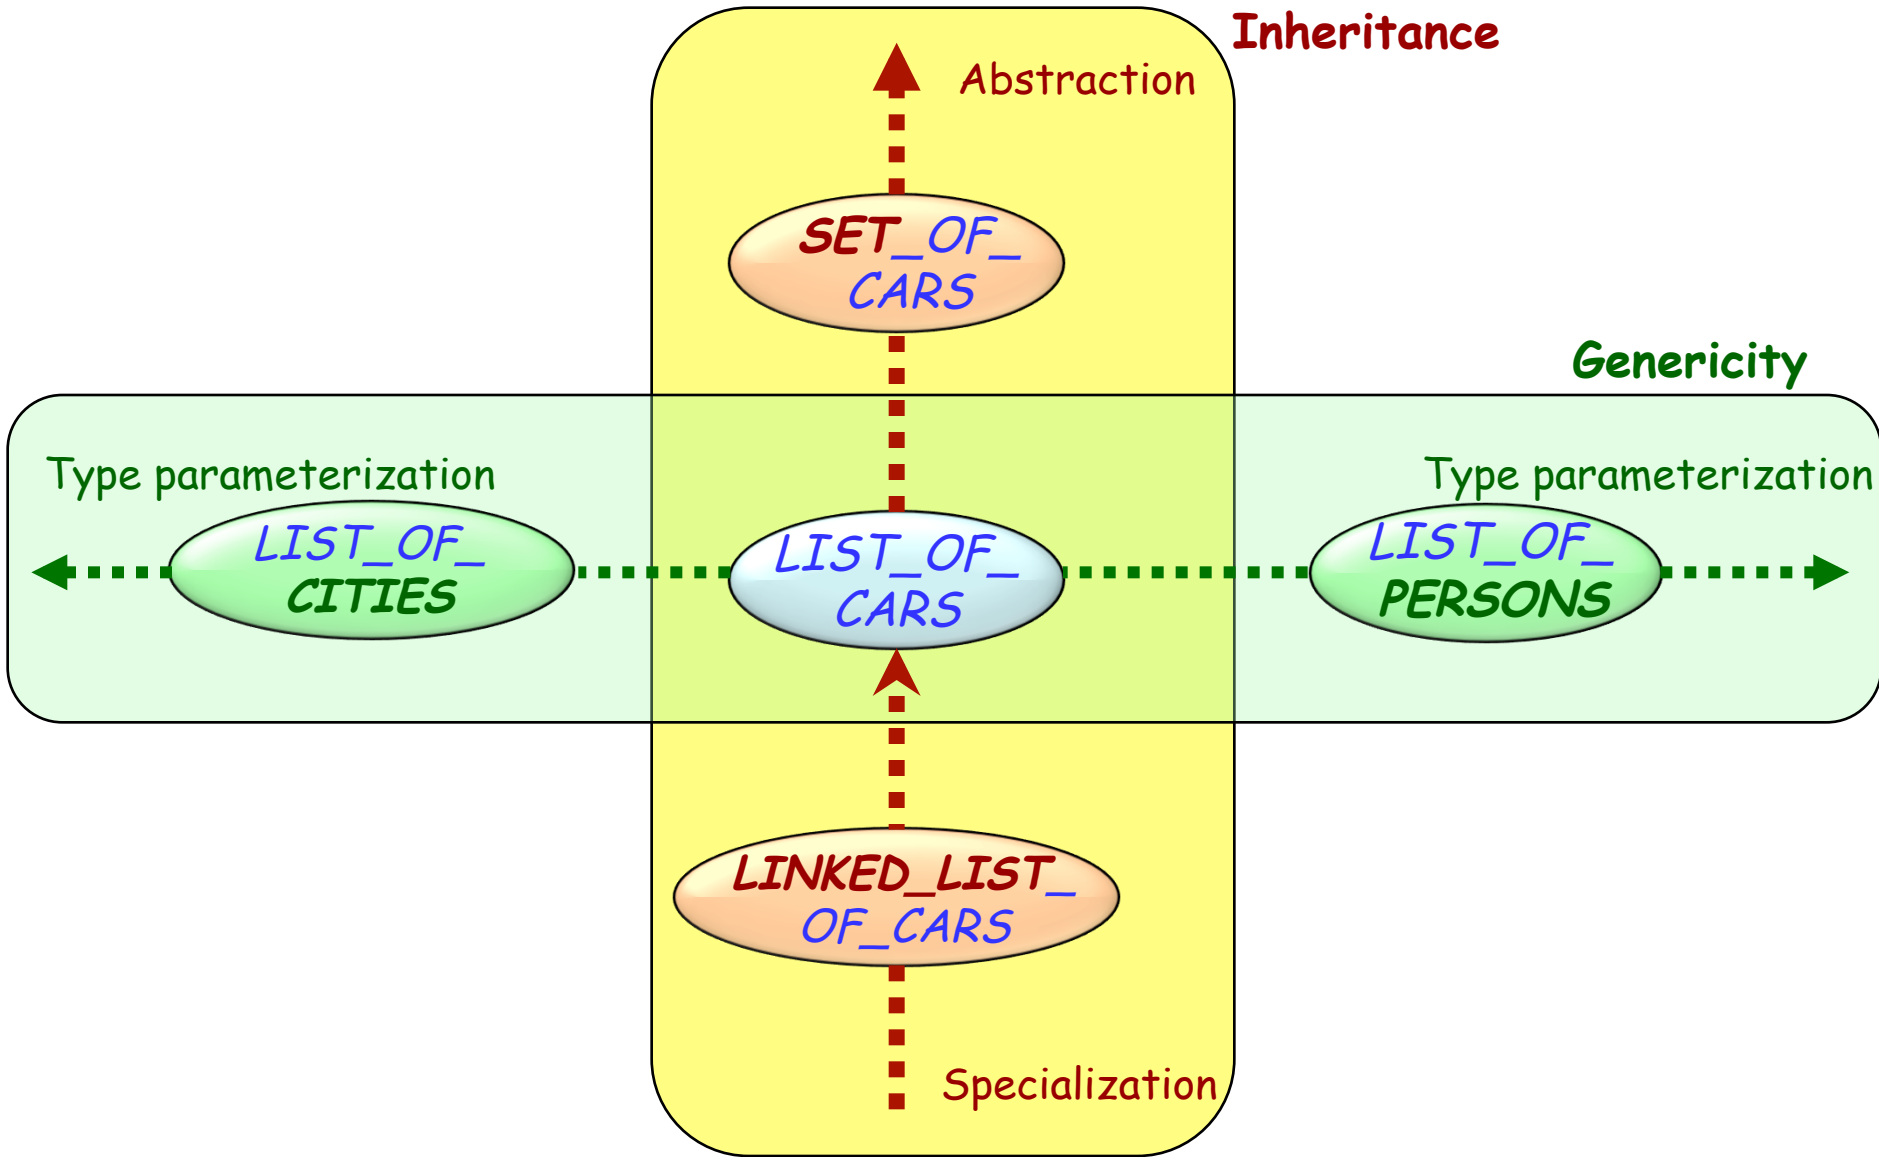 Inheritance
Abstraction
SET_OF_
CARS
Genericity
Type parameterization
Type parameterization
LIST_OF_
CITIES
LIST_OF_
CARS
LIST_OF_
PERSONS
LINKED_LIST_
OF_CARS
Specialization